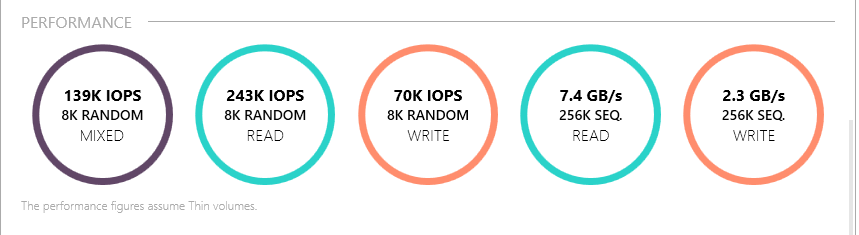 PERFORMANCE
139K IOPS
8K RANDOM
MIXED
243K IOPS
8K RANDOM
READ
70K IOPS
8K RANDOM
WRITE
7.4 GB/s
256K SEQ.
READ
2.3 GB/s
256K SEQ.
WRITE
The performance figures assume Thin volumes.